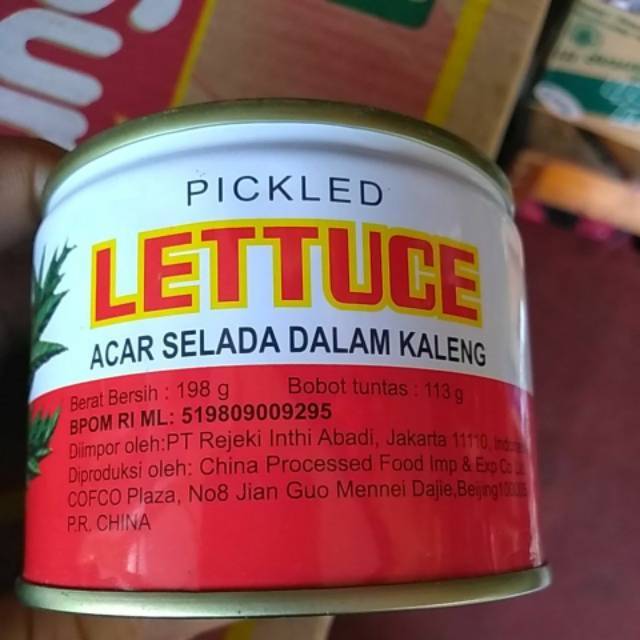 PICKLED
LETTUCE
ACAR SELADA DALAM KALENG
Berat Bersih : 198 g Bobot tuntas : 113 g
BPOM RI ML: 519809009295
Diimpor oleh:PT Rejeki Inthi Abadi, Jakarta 11110,
Diproduksi oleh: China Processed Food Imp & Exp Co
COFCO Plaza, No8 Jian Guo Mennei Dajie,Beijing
P.R. CHINA